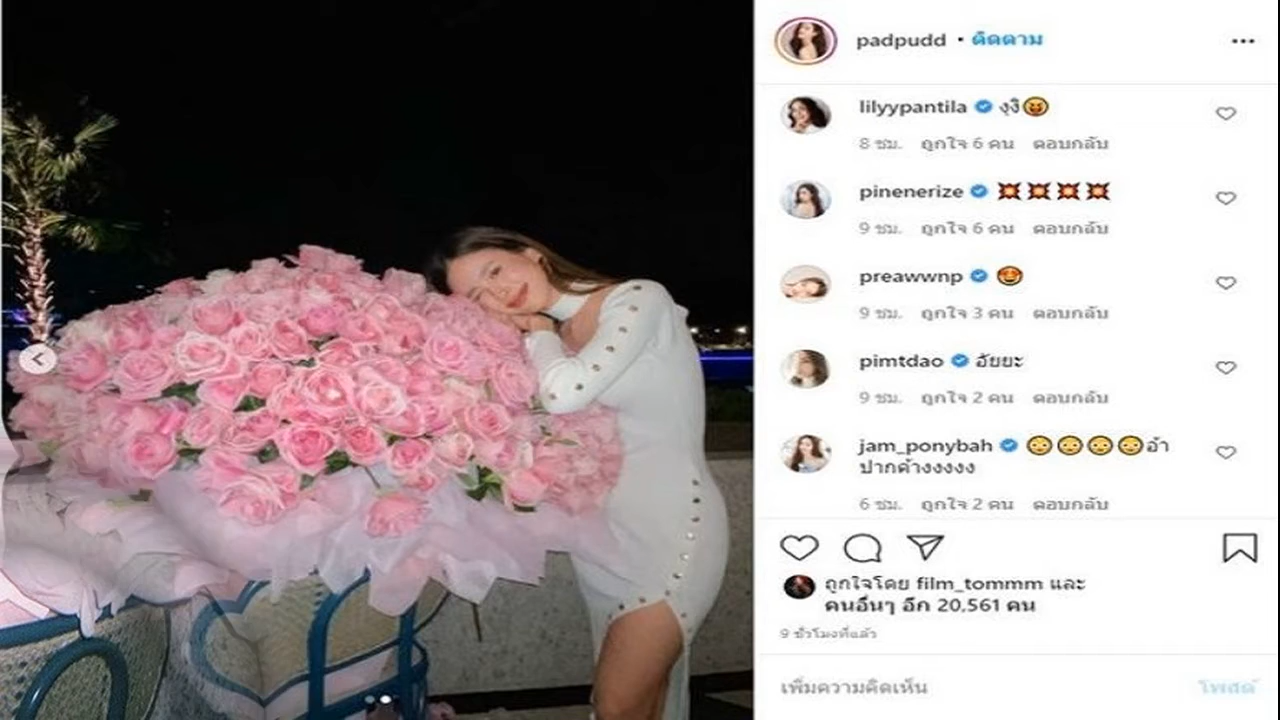 padpudd • ติดตาม
lilyypantila งุงิ😝
8 ชม. ถูกใจ 6 คน ตอบกลับ
pinenerize 💥💥💥💥
9 ชม. ถูกใจ 6 คน ตอบกลับ
preawwnp 🤩
9 ชม. ถูกใจ 3 คน ตอบกลับ
pimtdao ฮัยยะ
9 ชม. ถูกใจ 2 คน ตอบกลับ
jam_ponybah 😳😳😳😳อ้า
ปากค้างงงงง
6 ชม. ถูกใจ 2 คน ตอบกลับ
ถูกใจโดย film_tommm และ
คนอื่นๆ อีก 20,561 คน
9 ชั่วโมงที่แล้ว
เพิ่มความคิดเห็น
โพสต์